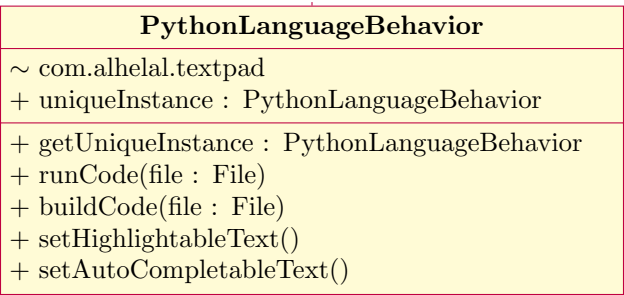 PythonLanguageBehavior
~ com.alhelal.textpad
+ uniqueInstance : PythonLanguageBehavior
+ getUniqueInstance : PythonLanguageBehavior
+ runCode(file : File)
+ buildCode(file : File)
+ setHighlightableText()
+ setAutoCompletableText()